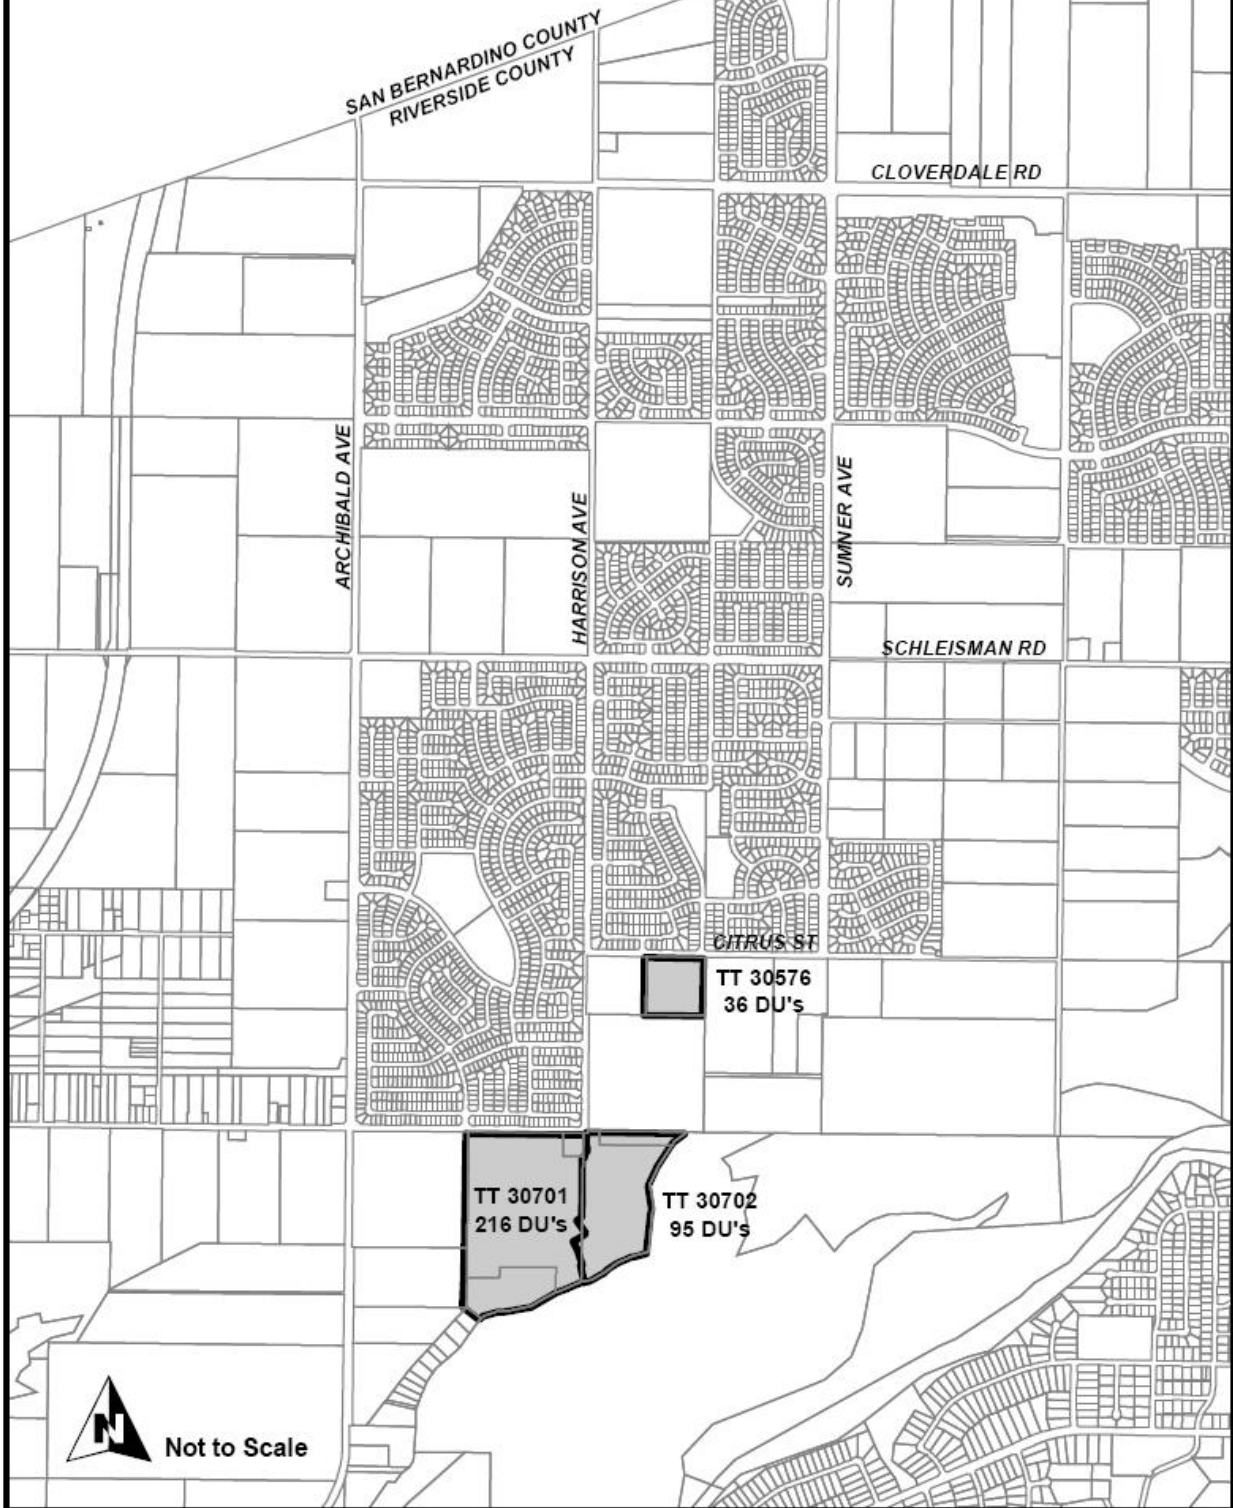 SAN BERNARDINO COUNTY
RIVERSIDE COUNTY
CLOVERDALE RD
ARCHIBALD AVE
HARRISON AVE
SUMNER AVE
SCHLEISMAN RD
CITRUS ST
TT 30576
36 DU's
TT 30701
216 DU's
TT 30702
95 DU's
N
Not to Scale